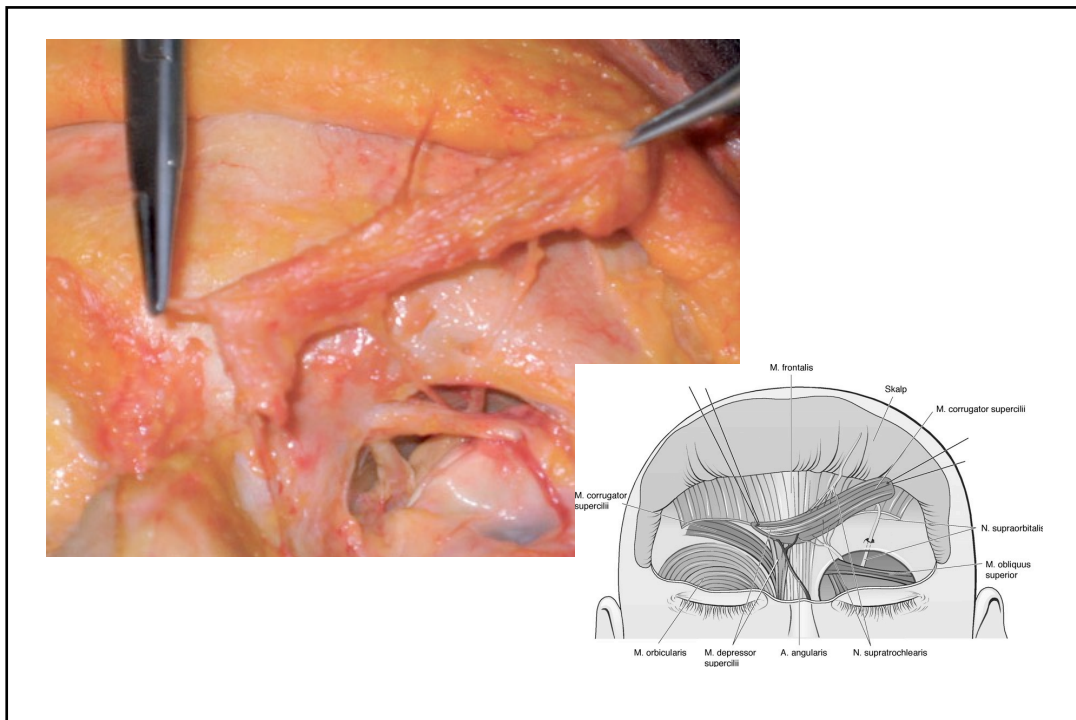 M. frontalis
Skalp
M. corrugator supercilii
M. corrugator
supercilii
N. supraorbitalis
M. obliquus
superior
M. orbicularis
M. depressor
supercilii
A. angularis
N. supratrochlearis